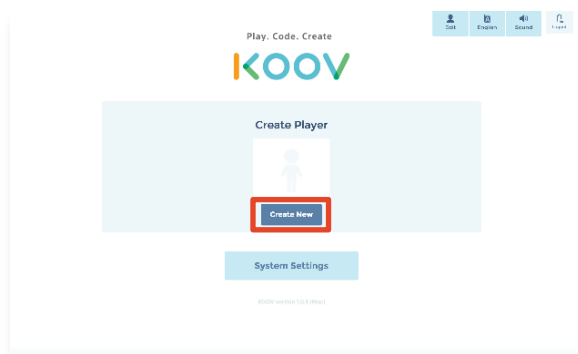 Edit
English
Sound
Play. Code. Create
KOOV
Create Player
Create New
System Settings